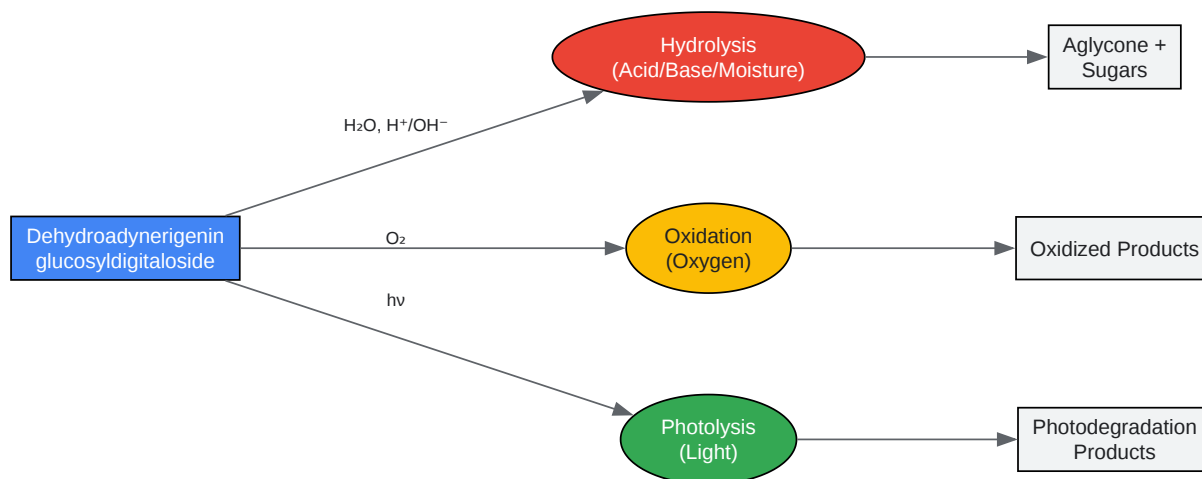 Hydrolysis
(Acid/Base/Moisture)
Aglycone +
Sugars
H₂O, H⁺/OH⁻
Dehydroadynerigenin
glucosyldigitaloside
O₂
Oxidation
(Oxygen)
Oxidized Products
hν
Photolysis
(Light)
Photodegradation
Products